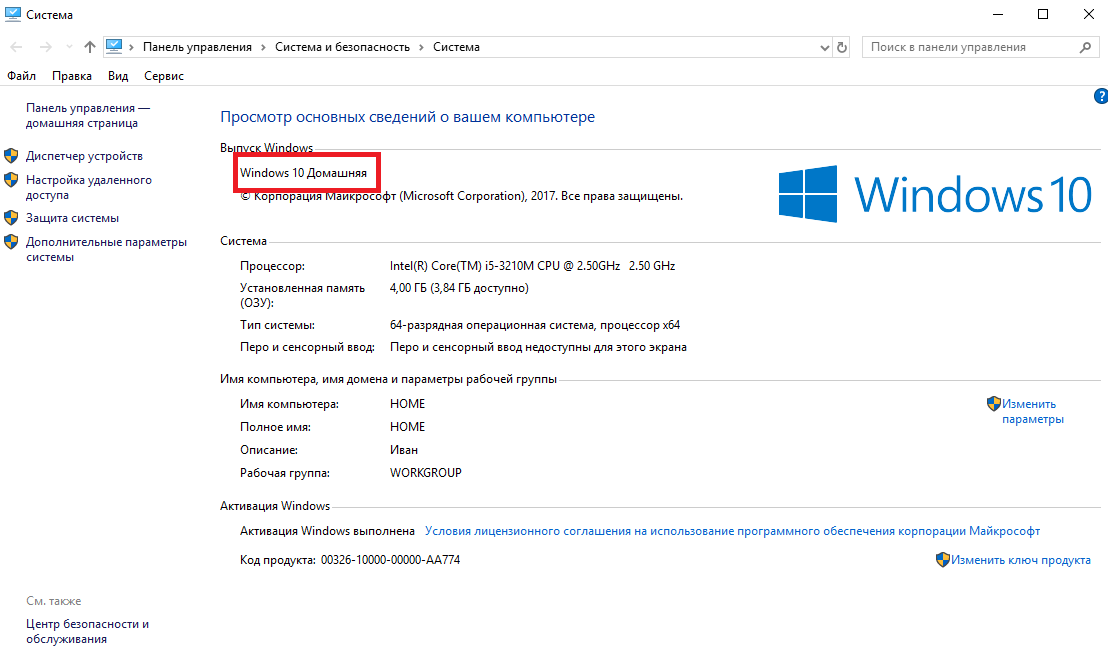 Система
Панель управления › Система и безопасность › Система
Поиск в панели управления
Файл Правка Вид Сервис
Панель управления —
домашняя страница
Диспетчер устройств
Настройка удаленного
доступа
Защита системы
Дополнительные параметры
системы
?
Просмотр основных сведений о вашем компьютере
Выпуск Windows
Windows 10 Домашняя
© Корпорация Майкрософт (Microsoft Corporation), 2017. Все права защищены.
Windows 10
Система
Процессор: Intel(R) Core(TM) i5-3210M CPU @ 2.50GHz 2.50 GHz
Установленная память
(ОЗУ):
4,00 ГБ (3,84 ГБ доступно)
Тип системы: 64-разрядная операционная система, процессор x64
Перо и сенсорный ввод: Перо и сенсорный ввод недоступны для этого экрана
Имя компьютера, имя домена и параметры рабочей группы
Имя компьютера: HOME
Изменить
параметры
Полное имя: HOME
Описание: Иван
Рабочая группа: WORKGROUP
Активация Windows
Активация Windows выполнена Условия лицензионного соглашения на использование программного обеспечения корпорации Майкрософт
Код продукта: 00326-10000-00000-AA774
Изменить ключ продукта
См. также
Центр безопасности и
обслуживания